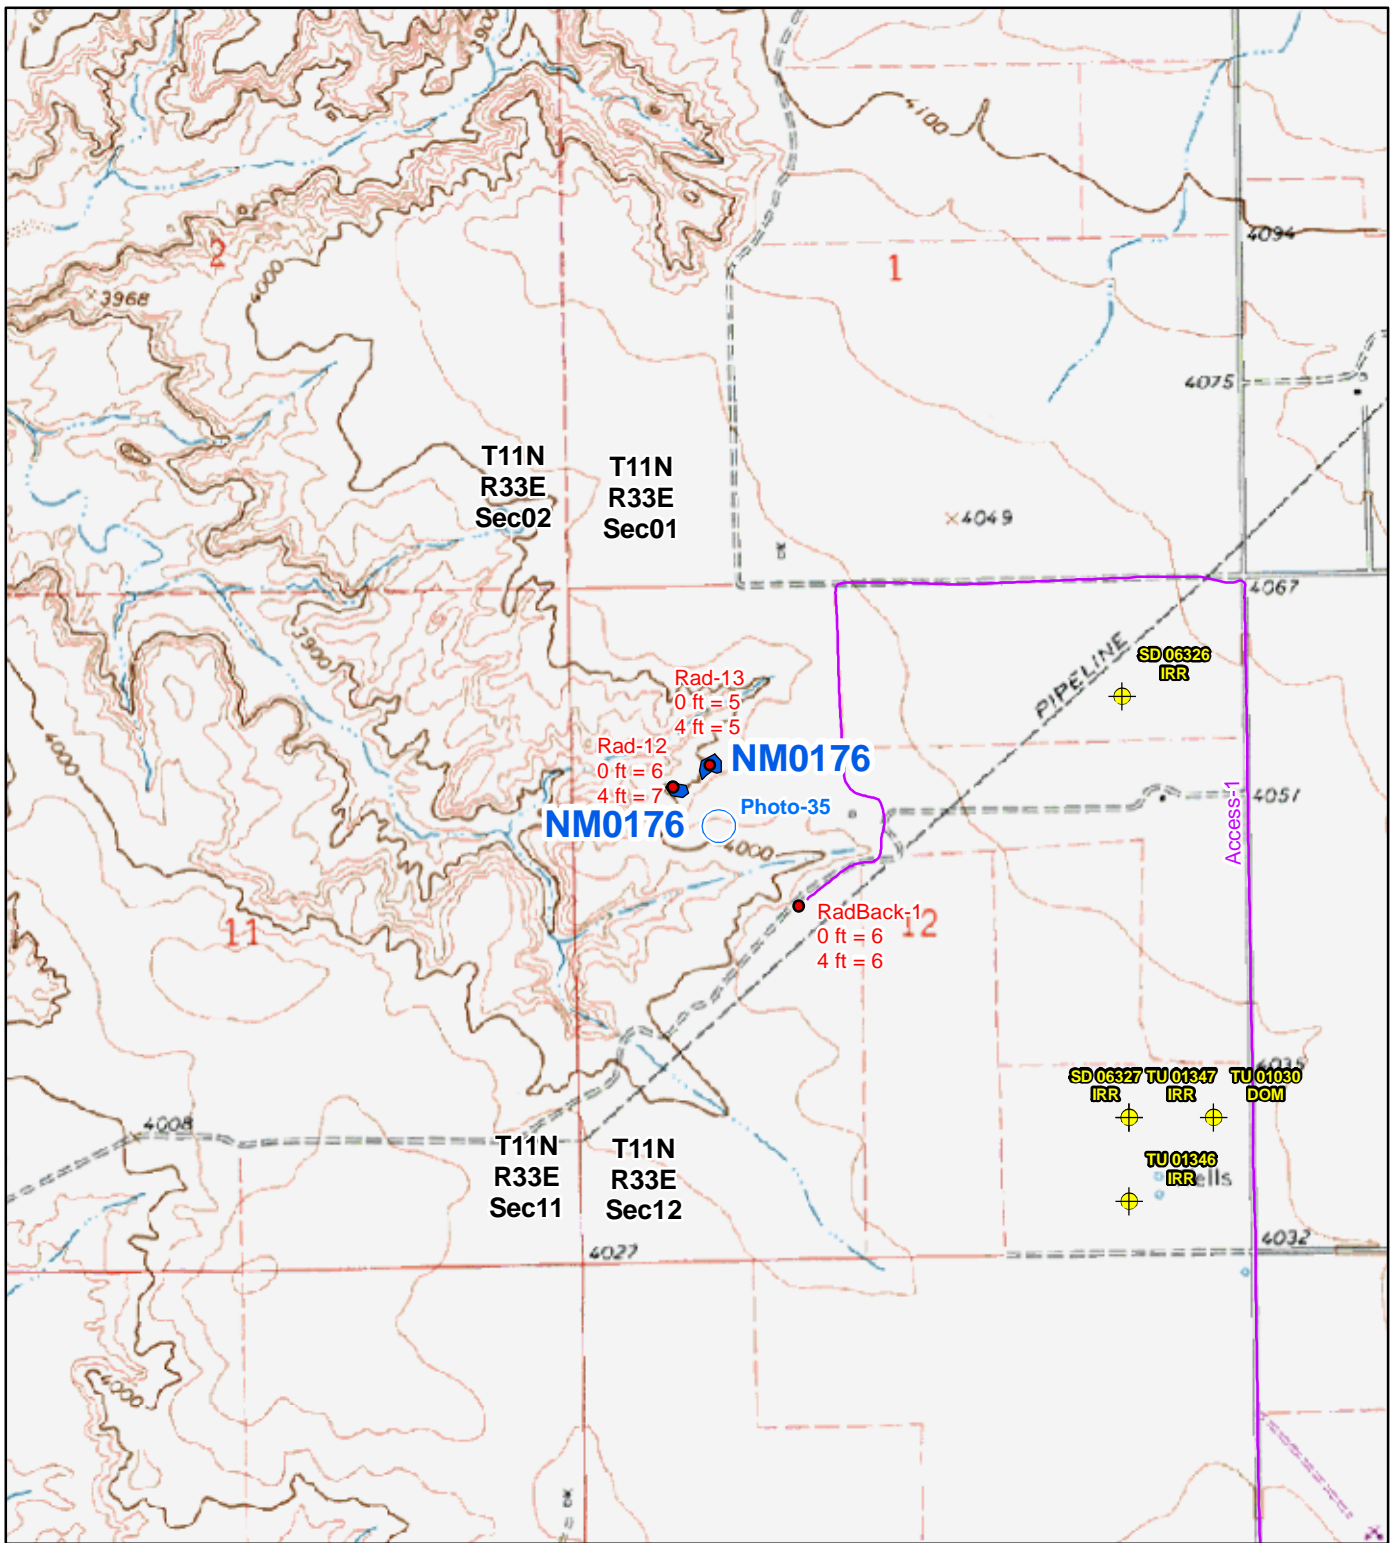 3900
4100
4094
2
1
4000
3968
4075
T11N
R33E
Sec02
T11N
R33E
Sec01
4049
4067
3900
PIPELINE
SD 06326
IRR
Rad-13
0 ft = 5
4 ft = 5
Rad-12
0 ft = 6
4 ft = 7
NM0176
NM0176
Photo-35
4000
4051
Access-1
4000
11
RadBack-1
0 ft = 6
4 ft = 6
12
4035
SD 06327
IRR
TU 01347
IRR
TU 01030
DOM
4008
T11N
R33E
Sec11
T11N
R33E
Sec12
TU 01346
IRR
4027
4032
4000